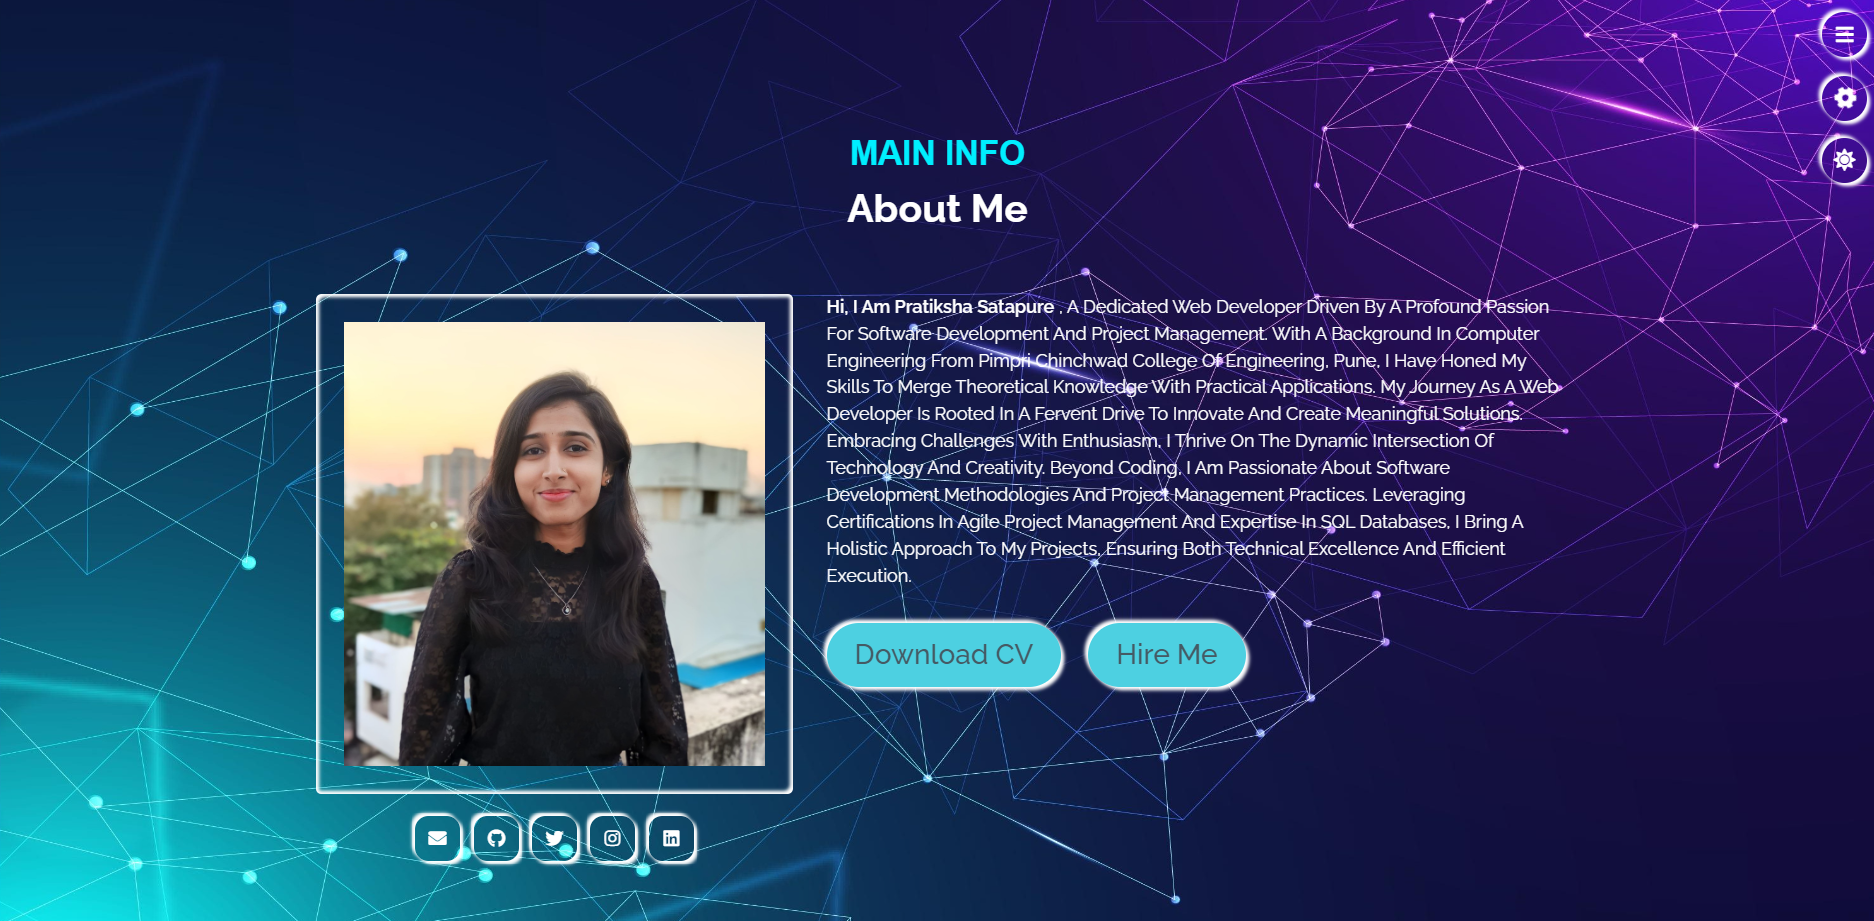 MAIN INFO
About Me
Hi, I Am Pratiksha Satapure , A Dedicated Web Developer Driven By A Profound Passion
For Software Development And Project Management. With A Background In Computer
Engineering From Pimpri Chinchwad College Of Engineering, Pune, I Have Honed My
Skills To Merge Theoretical Knowledge With Practical Applications. My Journey As A Web
Developer Is Rooted In A Fervent Drive To Innovate And Create Meaningful Solutions.
Embracing Challenges With Enthusiasm, I Thrive On The Dynamic Intersection Of
Technology And Creativity. Beyond Coding, I Am Passionate About Software
Development Methodologies And Project Management Practices. Leveraging
Certifications In Agile Project Management And Expertise In SQL Databases, I Bring A
Holistic Approach To My Projects, Ensuring Both Technical Excellence And Efficient
Execution.
Download CV
Hire Me